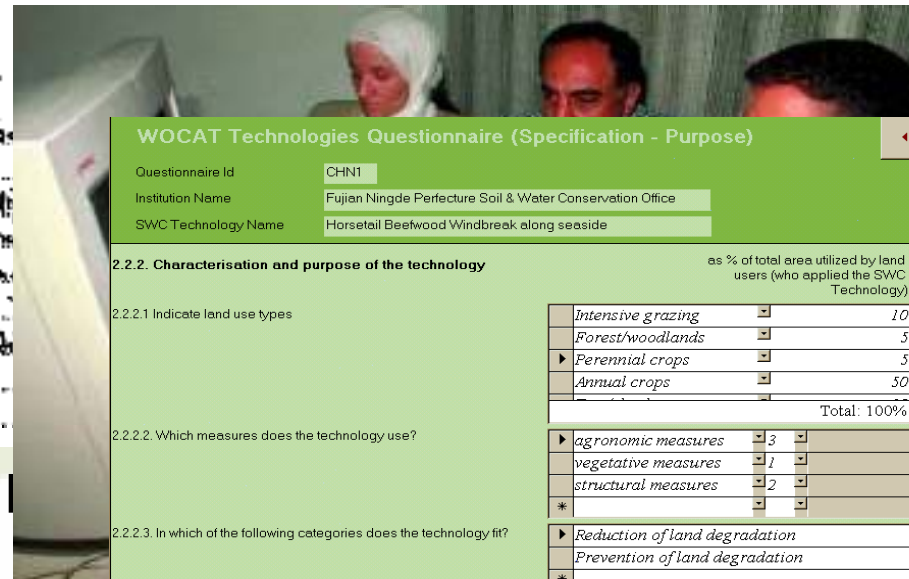 WOCAT Technologies Questionnaire (Specification - Purpose)
Questionnaire Id CHN1
Institution Name Fujian Ningde Perfecture Soil & Water Conservation Office
SWC Technology Name Horsetail Beefwood Windbreak along seaside
2.2.2. Characterisation and purpose of the technology
as % of total area utilized by land
users (who applied the SWC
Technology)
2.2.2.1 Indicate land use types
Intensive grazing 10
Forest/woodlands 5
Perennial crops 5
Annual crops 50
Total: 100%
2.2.2.2. Which measures does the technology use?
agronomic measures 3
vegetative measures 1
structural measures 2
*
2.2.2.3. In which of the following categories does the technology fit?
Reduction of land degradation
Prevention of land degradation
*